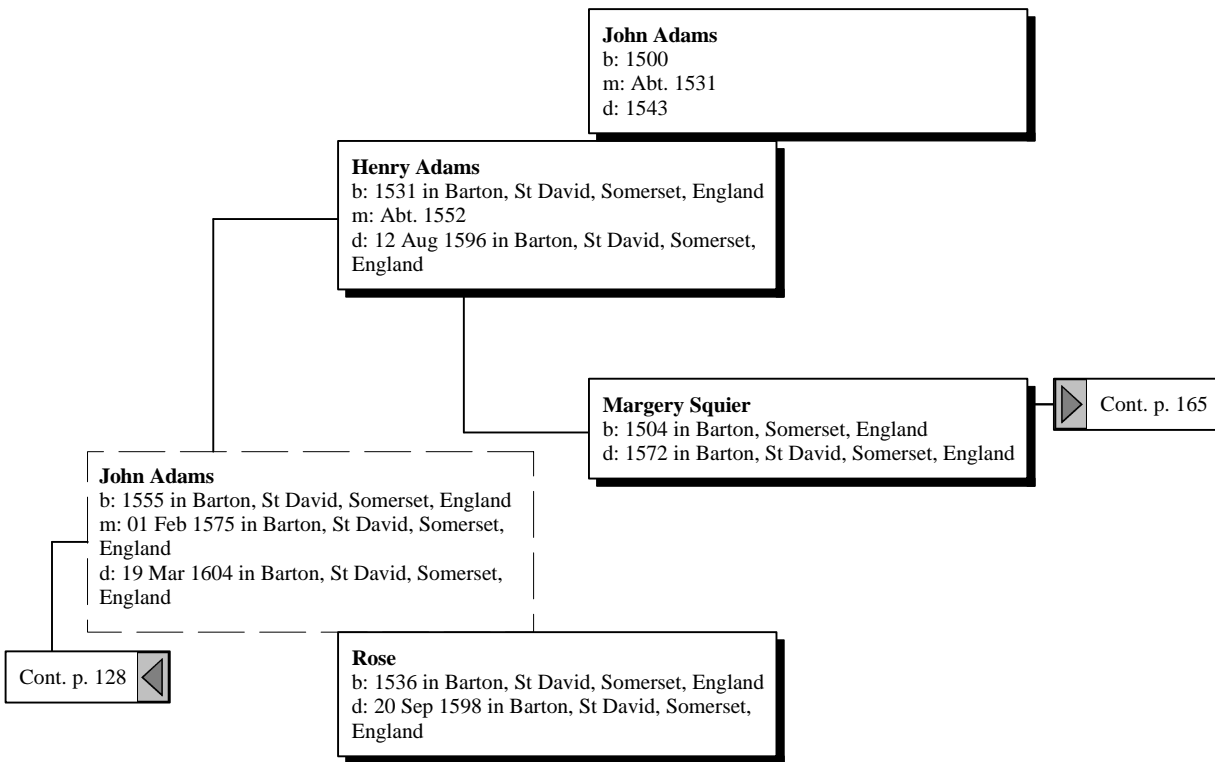 John Adams
b: 1500
m: Abt. 1531
d: 1543
Henry Adams
b: 1531 in Barton, St David, Somerset, England
m: Abt. 1552
d: 12 Aug 1596 in Barton, St David, Somerset,
England
Margery Squier
b: 1504 in Barton, Somerset, England
d: 1572 in Barton, St David, Somerset, England
Cont. p. 165
John Adams
b: 1555 in Barton, St David, Somerset, England
m: 01 Feb 1575 in Barton, St David, Somerset,
England
d: 19 Mar 1604 in Barton, St David, Somerset,
England
Cont. p. 128
Rose
b: 1536 in Barton, St David, Somerset, England
d: 20 Sep 1598 in Barton, St David, Somerset,
England